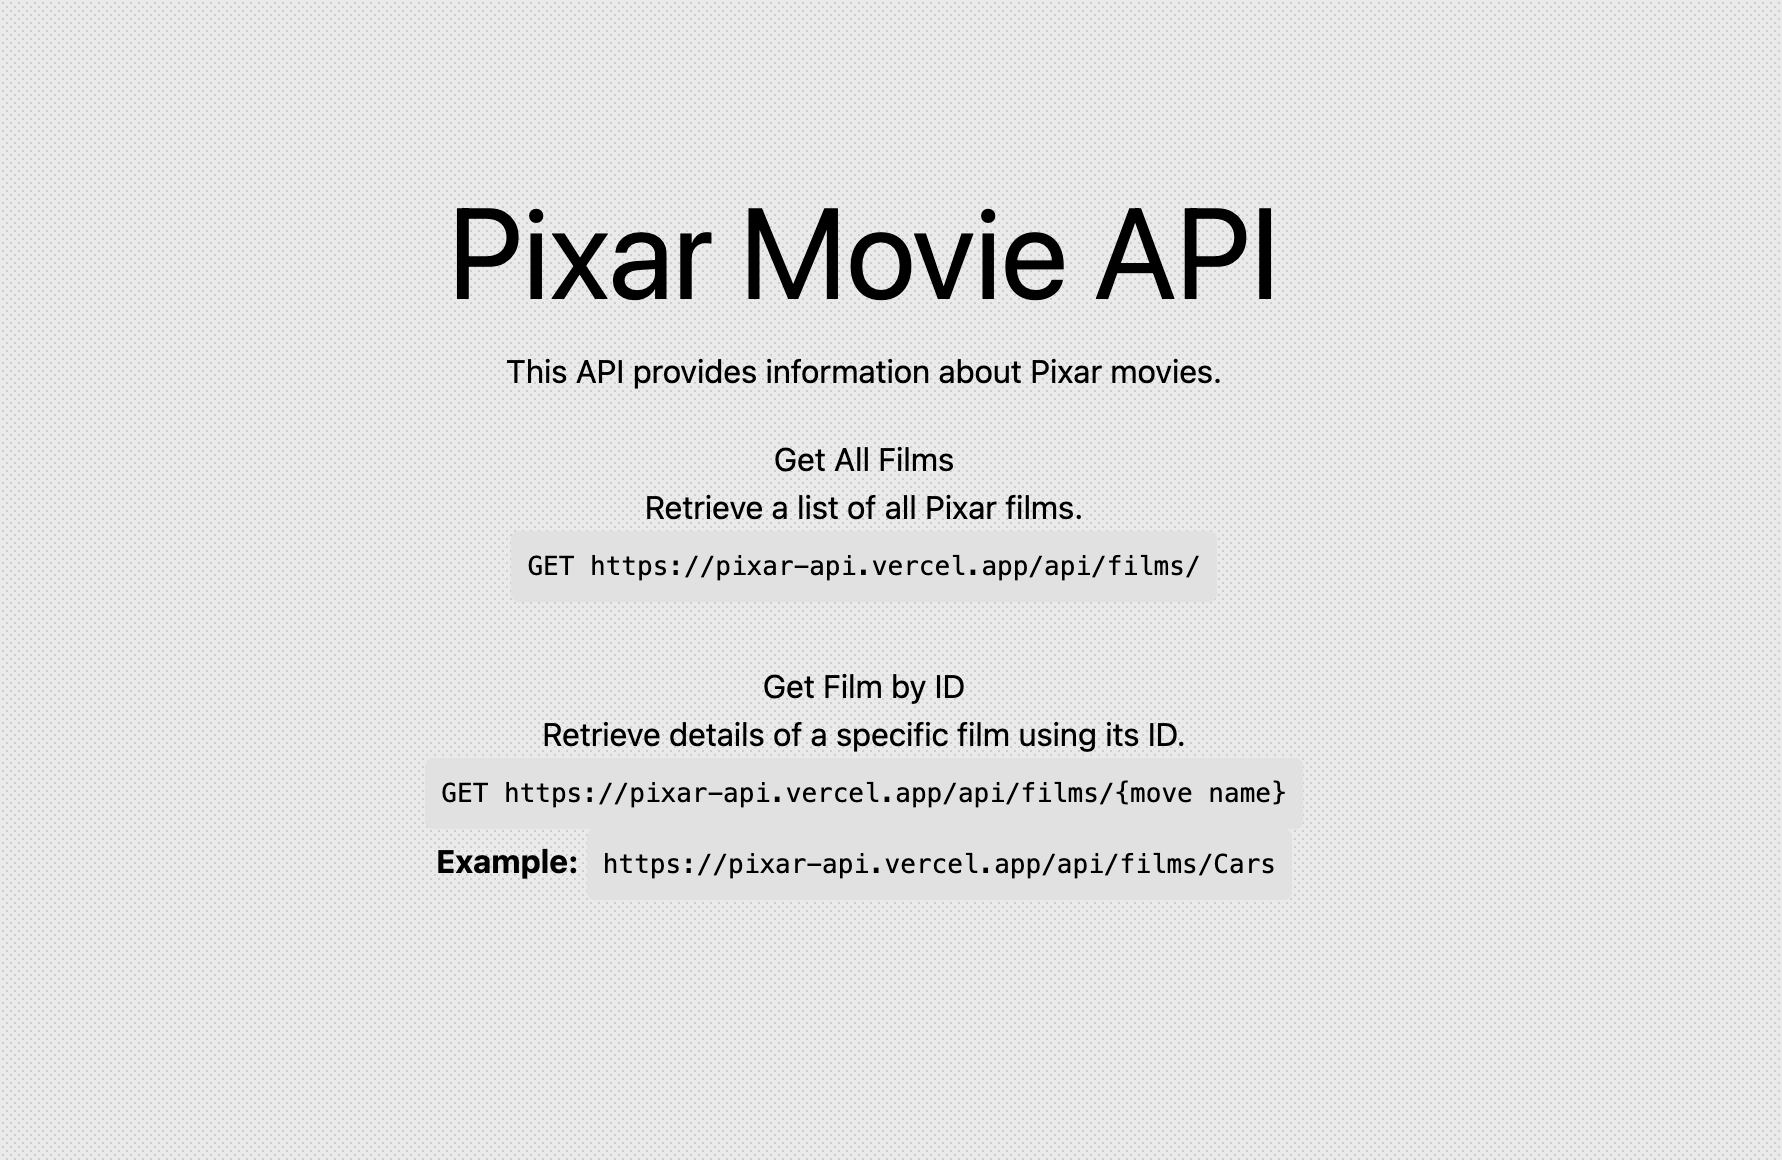 Pixar Movie API
This API provides information about Pixar movies.
Get All Films
Retrieve a list of all Pixar films.
GET https://pixar-api.vercel.app/api/films/
Get Film by ID
Retrieve details of a specific film using its ID.
GET https://pixar-api.vercel.app/api/films/{move name}
Example: https://pixar-api.vercel.app/api/films/Cars